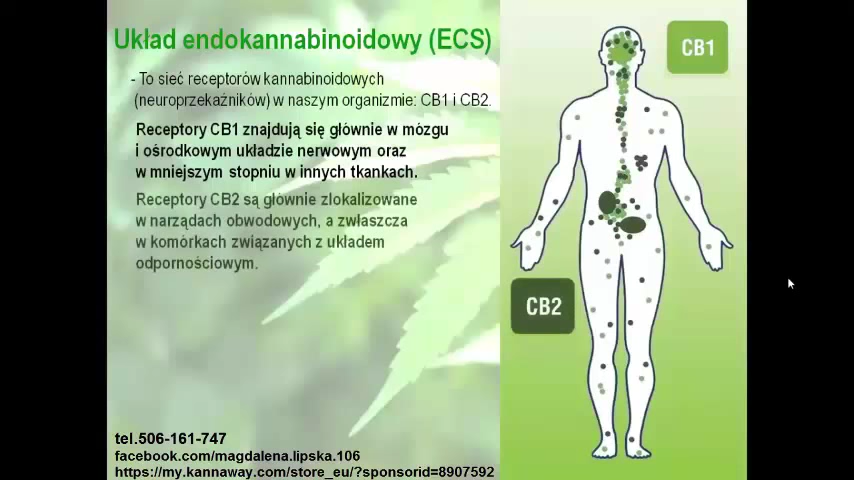 Układ endokannabinoidowy (ECS)
- To sieć receptorów kannabinoidowych
(neuroprzekaźników) w naszym organizmie: CB1 i CB2.
Receptory CB1 znajdują się głównie w mózgu
i ośrodkowym układzie nerwowym oraz
w mniejszym stopniu w innych tkankach.
Receptory CB2 są głównie zlokalizowane
w narządach obwodowych, a zwłaszcza
w komórkach związanych z układem
odpornościowym.
tel.506-161-747
facebook.com/magdalena.lipska.106
https://my.kannaway.com/store_eu/?sponsorid=8907592
CB1
CB2